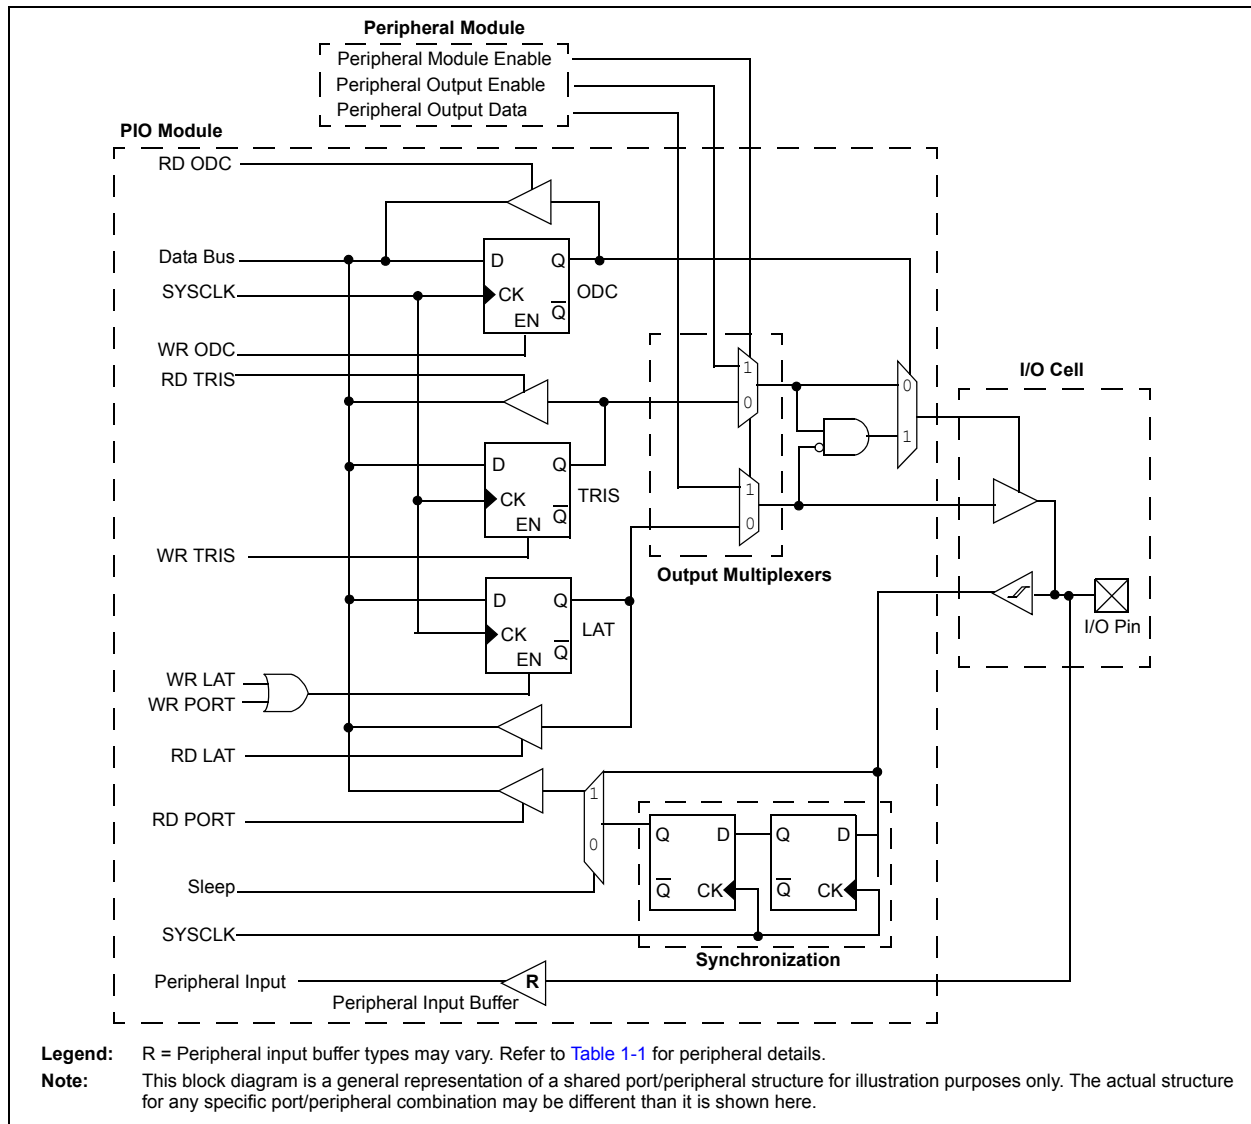 Peripheral Module
Peripheral Module Enable
Peripheral Output Enable
Peripheral Output Data
PIO Module
RD ODC
Data Bus
D Q
SYSCLK
CK
ODC
Q
EN
WR ODC
RD TRIS
1
0
0
1
I/O Cell
D Q
CK
TRIS
Q
EN
1
0
WR TRIS
Output Multiplexers
D Q
CK
LAT
Q
EN
I/O Pin
WR LAT
WR PORT
RD LAT
1
0
RD PORT
Q D Q D
Q CK Q CK
Sleep
SYSCLK
Synchronization
Peripheral Input
R
Peripheral Input Buffer
Legend: R = Peripheral input buffer types may vary. Refer to Table 1-1 for peripheral details.
Note: This block diagram is a general representation of a shared port/peripheral structure for illustration purposes only. The actual structure
for any specific port/peripheral combination may be different than it is shown here.